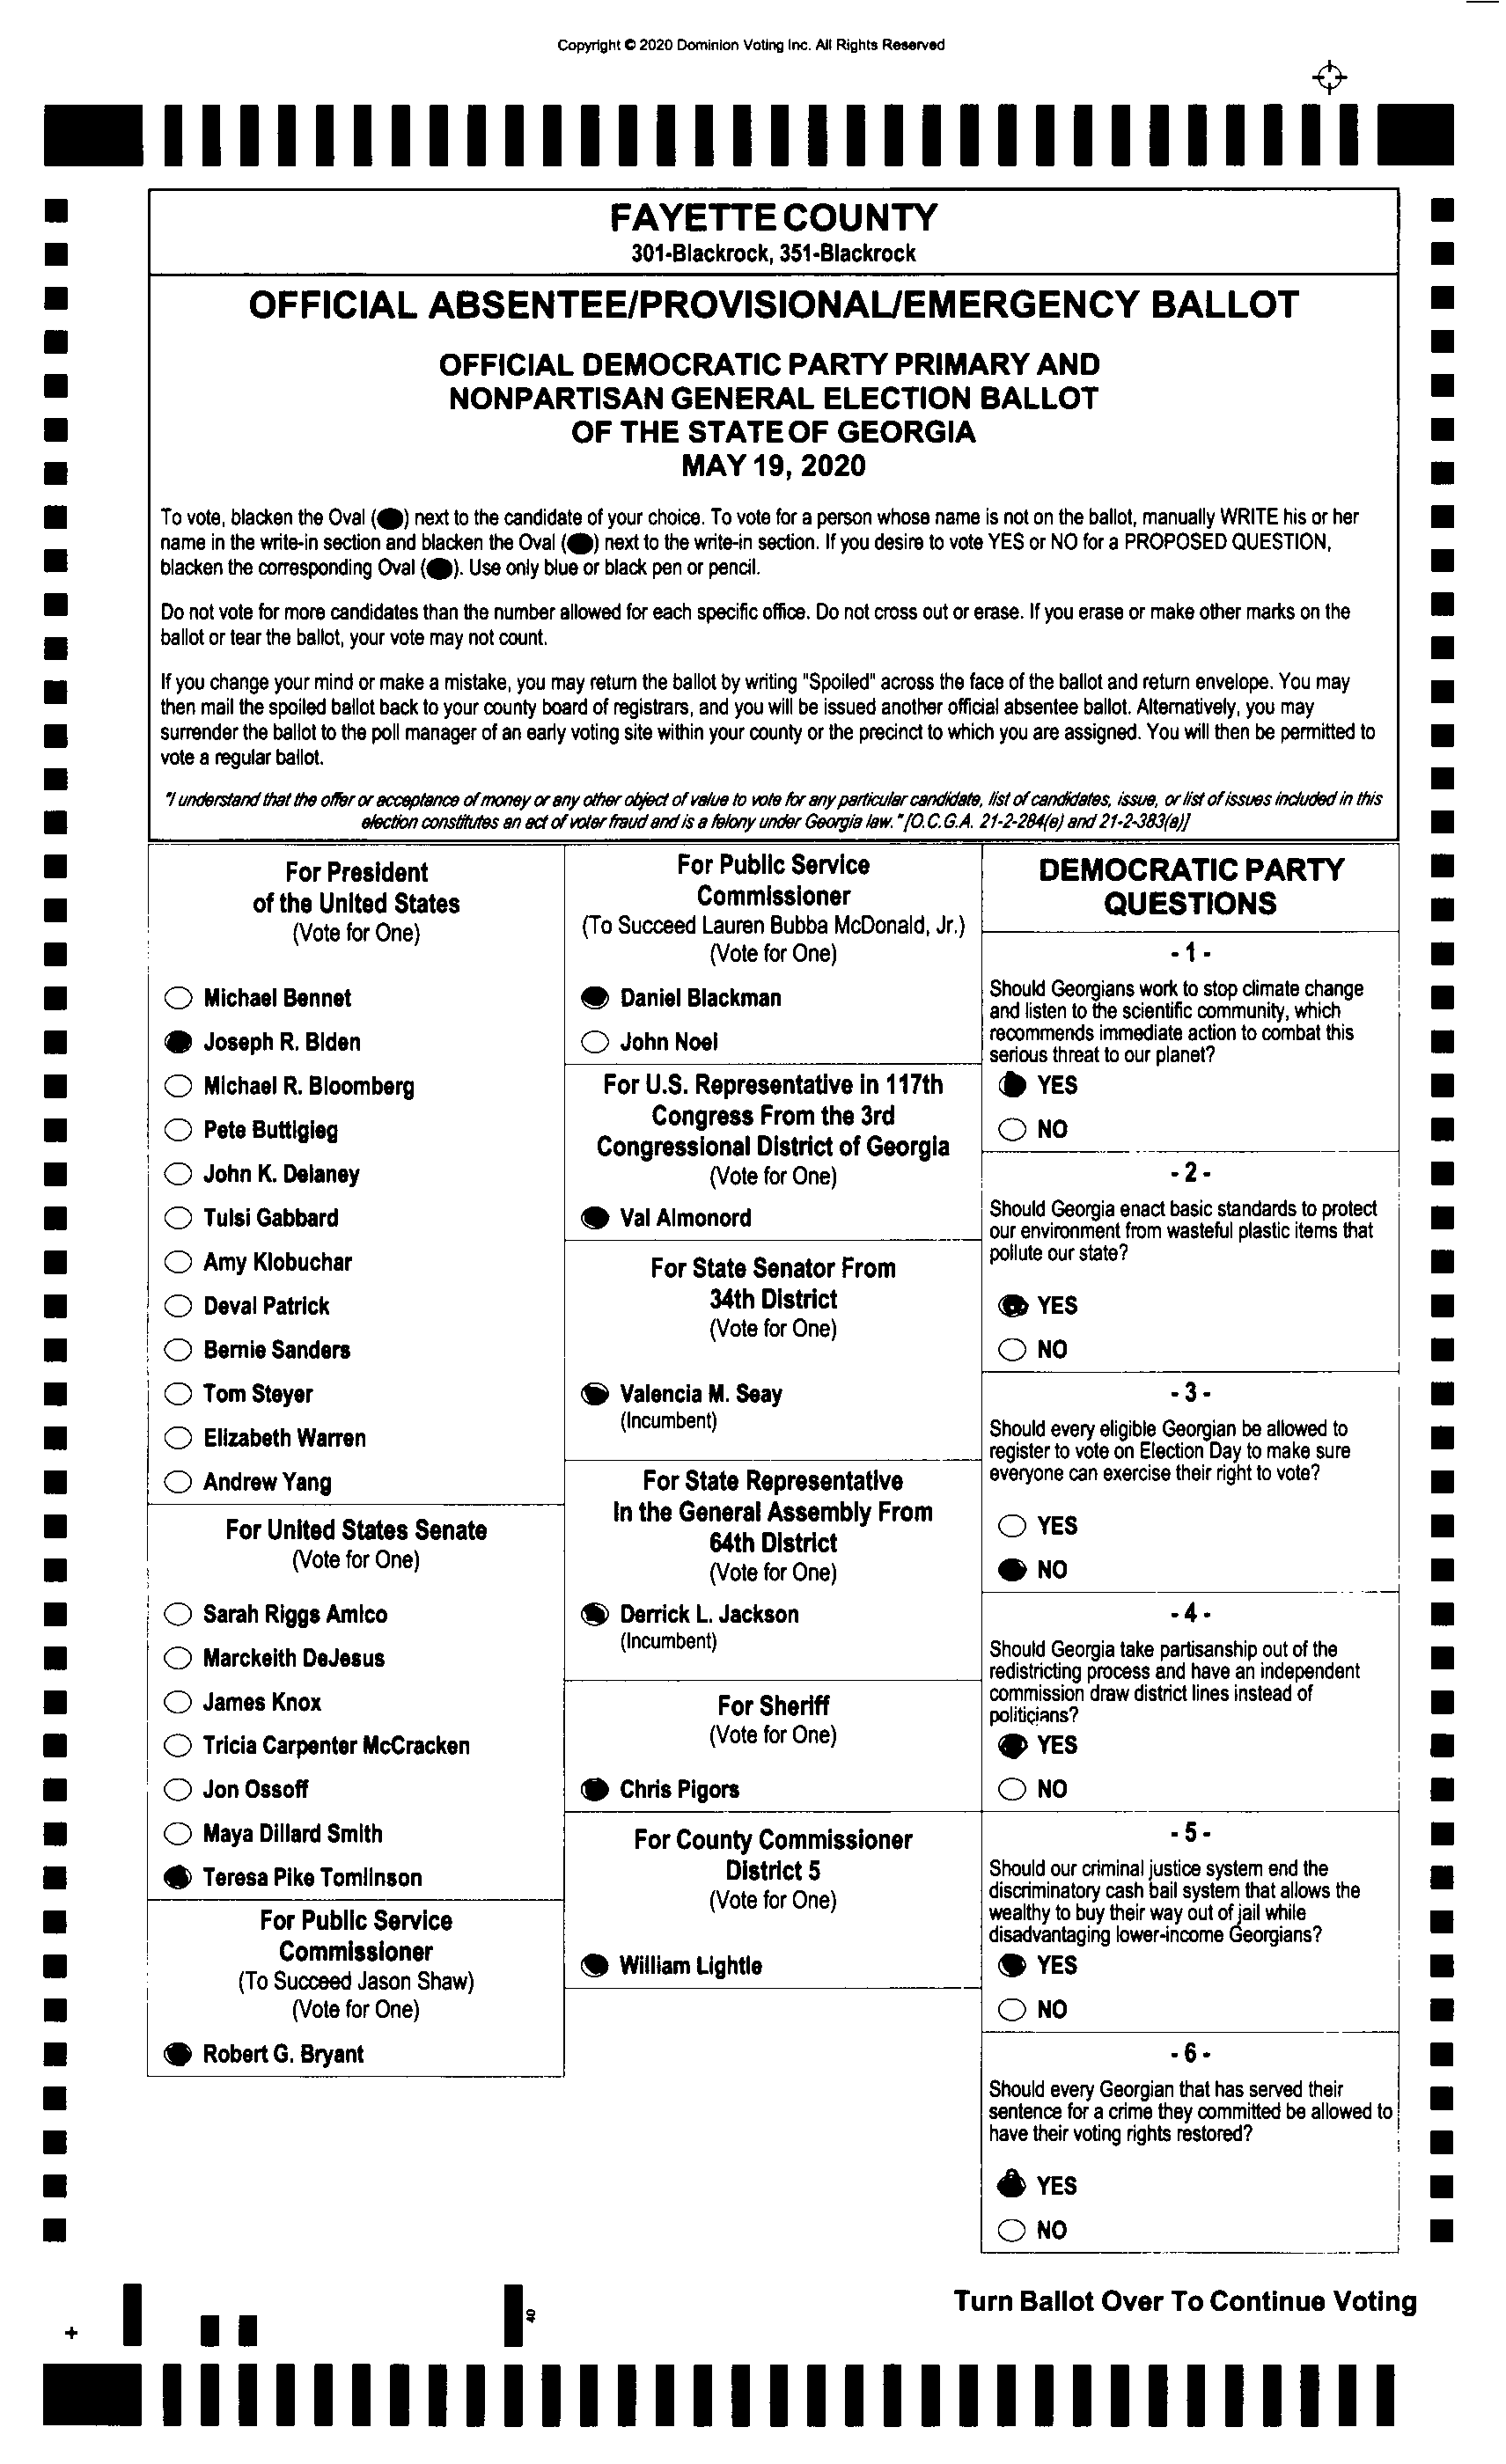 Copyright © 2020 Dominion Voting Inc. All Rights Reserved
FAYETTE COUNTY
301-Blackrock, 351-Blackrock
OFFICIAL ABSENTEE/PROVISIONAL/EMERGENCY BALLOT
OFFICIAL DEMOCRATIC PARTY PRIMARY AND
NONPARTISAN GENERAL ELECTION BALLOT
OF THE STATE OF GEORGIA
MAY 19, 2020
To vote, blacken the Oval ( ) next to the candidate of your choice. To vote for a person whose name is not on the ballot, manually WRITE his or her
name in the write-in section and blacken the Oval ( ) next to the write-in section. If you desire to vote YES or NO for a PROPOSED QUESTION,
blacken the corresponding Oval ( ). Use only blue or black pen or pencil.
Do not vote for more candidates than the number allowed for each specific office. Do not cross out or erase. If you erase or make other marks on the
ballot or tear the ballot, your vote may not count.
If you change your mind or make a mistake, you may return the ballot by writing "Spoiled" across the face of the ballot and return envelope. You may
then mail the spoiled ballot back to your county board of registrars, and you will be issued another official absentee ballot. Alternatively, you may
surrender the ballot to the poll manager of an early voting site within your county or the precinct to which you are assigned. You will then be permitted to
vote a regular ballot.
"I understand that the offer or acceptance of money or any other object of value to vote for any particular candidate, list of candidates, issue, or list of issues included in this
election constitutes an act of voter fraud and is a felony under Georgia law." [O.C.G.A. 21-2-284(e) and 21-2-383(a)]
For President
of the United States
(Vote for One)
Michael Bennet
Joseph R. Biden
Michael R. Bloomberg
Pete Buttigieg
John K. Delaney
Tulsi Gabbard
Amy Klobuchar
Deval Patrick
Bernie Sanders
Tom Steyer
Elizabeth Warren
Andrew Yang
For United States Senate
(Vote for One)
Sarah Riggs Amico
Marckeith DeJesus
James Knox
Tricia Carpenter McCracken
Jon Ossoff
Maya Dillard Smith
Teresa Pike Tomlinson
For Public Service
Commissioner
(To Succeed Jason Shaw)
(Vote for One)
Robert G. Bryant
For Public Service
Commissioner
(To Succeed Lauren Bubba McDonald, Jr.)
(Vote for One)
Daniel Blackman
John Noel
For U.S. Representative in 117th
Congress From the 3rd
Congressional District of Georgia
(Vote for One)
Val Almonord
For State Senator From
34th District
(Vote for One)
Valencia M. Seay
(Incumbent)
For State Representative
In the General Assembly From
64th District
(Vote for One)
Derrick L. Jackson
(Incumbent)
For Sheriff
(Vote for One)
Chris Pigors
For County Commissioner
District 5
(Vote for One)
William Lightle
DEMOCRATIC PARTY
QUESTIONS
- 1 -
Should Georgians work to stop climate change
and listen to the scientific community, which
recommends immediate action to combat this
serious threat to our planet?
YES
NO
- 2 -
Should Georgia enact basic standards to protect
our environment from wasteful plastic items that
pollute our state?
YES
NO
- 3 -
Should every eligible Georgian be allowed to
register to vote on Election Day to make sure
everyone can exercise their right to vote?
YES
NO
- 4 -
Should Georgia take partisanship out of the
redistricting process and have an independent
commission draw district lines instead of
politicians?
YES
NO
- 5 -
Should our criminal justice system end the
discriminatory cash bail system that allows the
wealthy to buy their way out of jail while
disadvantaging lower-income Georgians?
YES
NO
- 6 -
Should every Georgian that has served their
sentence for a crime they committed be allowed to
have their voting rights restored?
YES
NO
Turn Ballot Over To Continue Voting
40
+